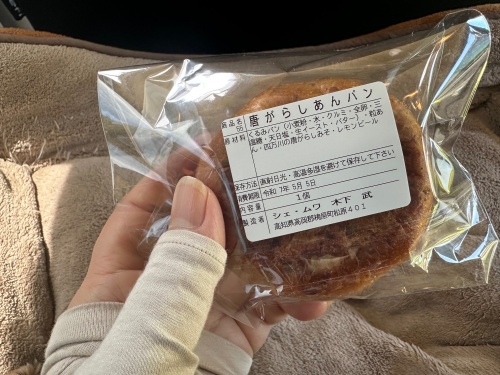 商品名 唐がらしあんパン
原材料 くるみパン(小麦粉・水・クルミ・全卵・三
温糖・天日塩・生イースト・バター)・粒あ
ん・四万川の唐がらしみそ・レモンピール
保存方法 直射日光・高温多湿を避けて保存して下さい
消費期限 令和 7年 5月 5日
内容量 1個
製造者 シェ・ムワ 木下 武
高知県高岡郡梼原町松原401